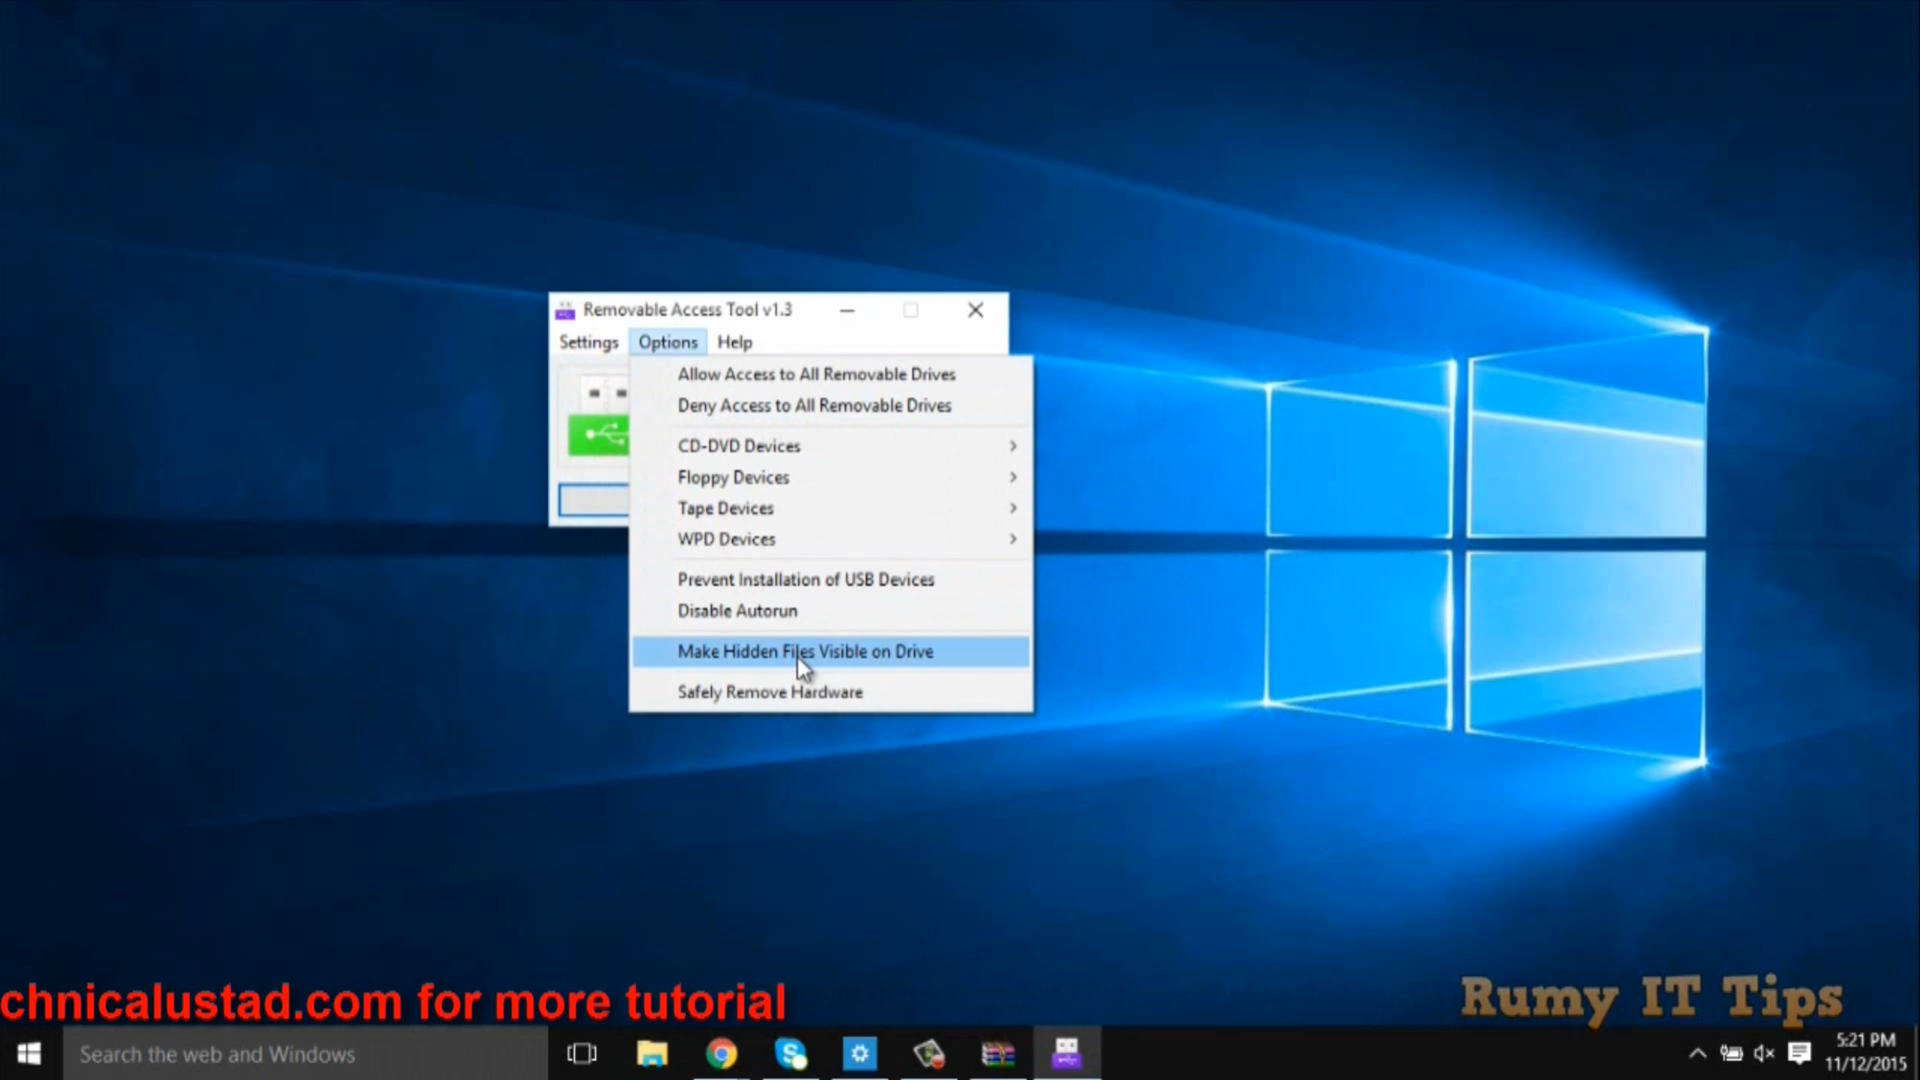 Removable Access Tool v1.3
Settings Options Help
Allow Access to All Removable Drives
Deny Access to All Removable Drives
CD-DVD Devices
Floppy Devices
Tape Devices
WPD Devices
Prevent Installation of USB Devices
Disable Autorun
Make Hidden Files Visible on Drive
Safely Remove Hardware
chnicalustad.com for more tutorial
Rumy IT Tips
Search the web and Windows
5:21 PM
11/12/2015